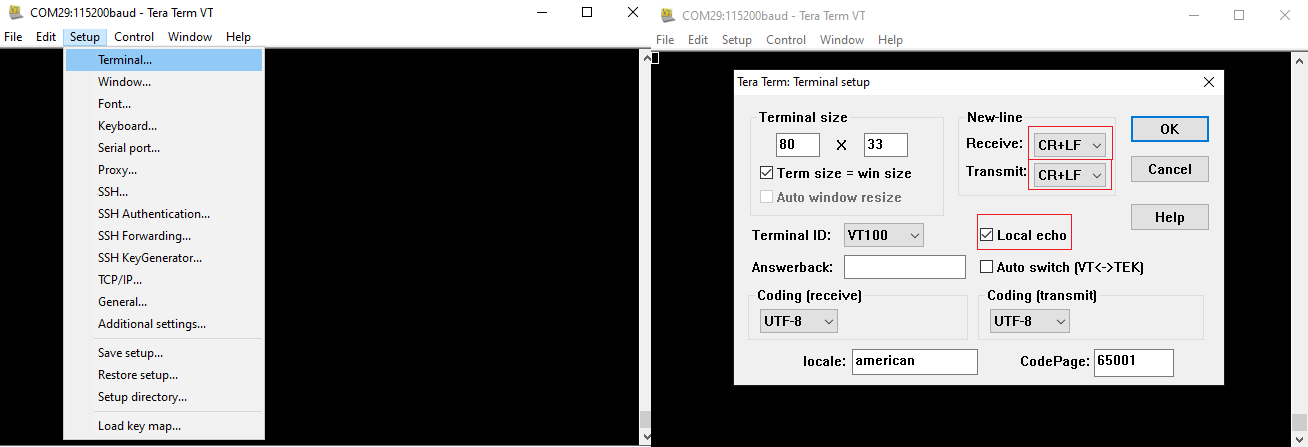 COM29:115200baud - Tera Term VT
File Edit Setup Control Window Help
Terminal...
Window...
Font...
Keyboard...
Serial port...
Proxy...
SSH...
SSH Authentication...
SSH Forwarding...
SSH KeyGenerator...
TCP/IP...
General...
Additional settings...
Save setup...
Restore setup...
Setup directory...
Load key map...
COM29:115200baud - Tera Term VT
File Edit Setup Control Window Help
Tera Term: Terminal setup
Terminal size
80 X 33
Term size = win size
Auto window resize
New-line
Receive: CR+LF
Transmit: CR+LF
OK
Cancel
Help
Terminal ID: VT100
Local echo
Answerback:
Auto switch (VT<->TEK)
Coding (receive)
UTF-8
Coding (transmit)
UTF-8
locale: american
CodePage: 65001